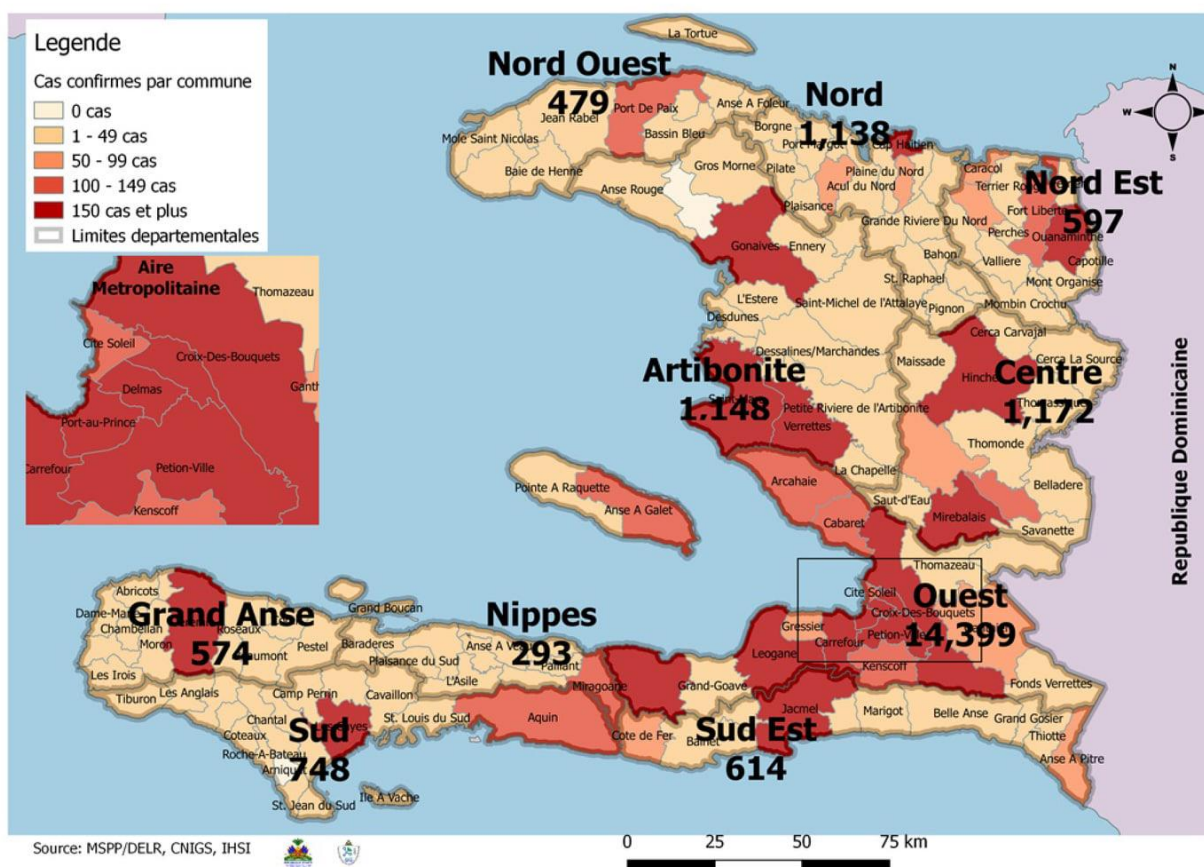 Legende
Cas confirmes par commune
0 cas
1 - 49 cas
50 - 99 cas
100 - 149 cas
150 cas et plus
Limites departementales
Aire
Metropolitaine
Thomazeau
Cite Soleil
Croix-Des-Bouquets
Delmas
Port-au-Prince
Carrefour
Petion-Ville
Kenscoff
La Tortue
Nord Ouest
479
Port De Paix
Jean Rabel
Mole Saint Nicolas
Bassin Bleu
Baie de Henne
Anse A Foleur
Nord
1,138
Borgne
Pilate
Plaine du Nord
Acul du Nord
Plaisance
Grande Riviere Du Nord
Bahon
St. Raphael
Pignon
N
W
E
S
Caracol
Nord Est
597
Perches
Ouanaminthe
Capotille
Valliere
Mont Organise
Mombin Crochu
Gros Morne
Anse Rouge
Gonaives
Ennery
Saint-Michel de l'Attalaye
L'Estere
Desdunes
Dessalines/Marchandes
Artibonite
1.148
Petite Riviere de l'Artibonite
Verrettes
La Chapelle
Cerca Carvajal
Maissade
Cerca La Source
Centre
1,172
Thomonde
Belladere
Saut-d'Eau
Mirebalais
Savanette
Republique Dominicaine
Pointe A Raquette
Anse A Galet
Arcahaie
Cabaret
Thomazeau
Cite Soleil
Ouest
14,399
Croix-Des-Bouquets
Gressier
Carrefour
Petion-Ville
Leogane
Kenscoff
Fonds Verrettes
Grand-Goave
Abricots
Grand Anse
574
Chambellan
Moron
Roseaux
Pestel
Les Irois
Grand Boucan
Baraderes
Nippes
293
Plaisance du Sud
L'Asile
Paillant
Miragoane
Tiburon
Les Anglais
Camp Perrin
Cavaillon
St. Louis du Sud
Aquin
Chantal
Coteaux
Sud
748
Roche-A-Bateau
St. Jean du Sud
Ile A Vache
Cote de Fer
Sud Est
614
Jacmel
Marigot
Belle Anse
Grand Gosier
Thiotte
Anse A Pitre
Source: MSPP/DELR, CNIGS, IHSI
0 25 50 75 km